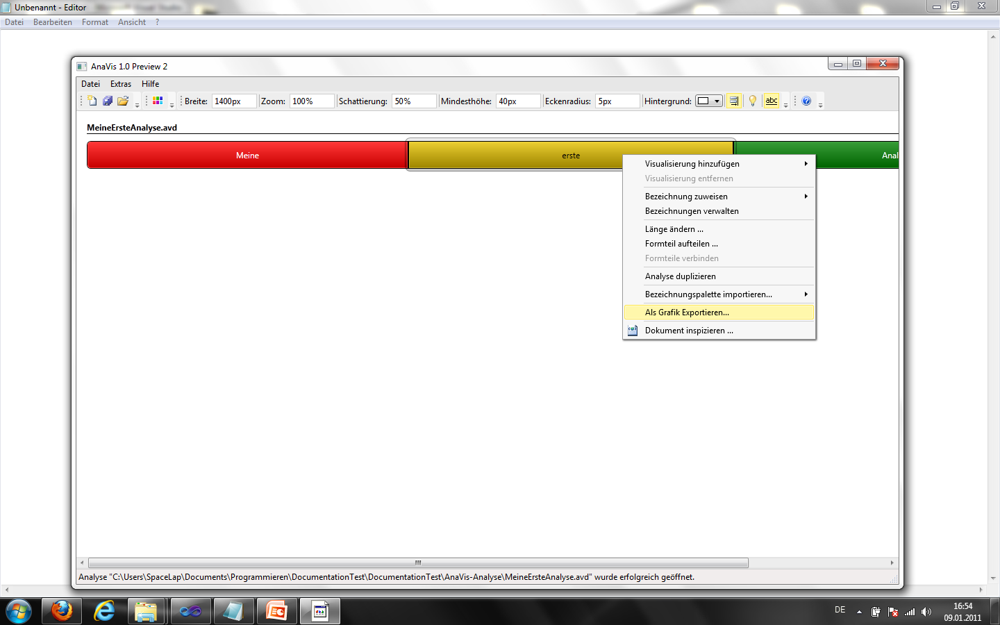 Unbenannt - Editor
Datei Bearbeiten Format Ansicht ?
AnaVis 1.0 Preview 2
Datei Extras Hilfe
Breite: 1400px Zoom: 100% Schattierung: 50% Mindesthöhe: 40px Eckenradius: 5px Hintergrund: abc
MeineErsteAnalyse.avd
Meine erste Anal
Visualisierung hinzufügen
Visualisierung entfernen
Bezeichnung zuweisen
Bezeichnungen verwalten
Länge ändern ...
Formteil aufteilen ...
Formteile verbinden
Analyse duplizieren
Bezeichnungspalette importieren...
Als Grafik Exportieren...
Dokument inspizieren ...
Analyse "C:\Users\SpaceLap\Documents\Programmieren\DocumentationTest\DocumentationTest\AnaVis-Analyse\MeineErsteAnalyse.avd" wurde erfolgreich geöffnet.
DE
16:54
09.01.2011